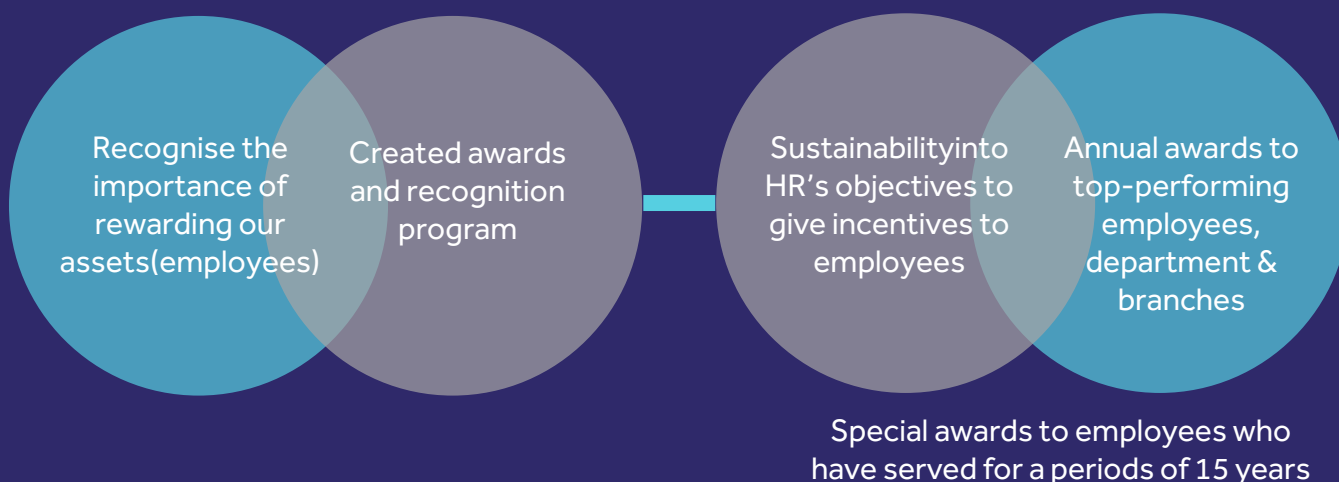 Recognise the
importance of
rewarding our
assets(employees)
Created awards
and recognition
program
Sustainabilityinto
HR's objectives to
give incentives to
employees
Annual awards to
top-performing
employees,
department &
branches
Special awards to employees who
have served for a periods of 15 years